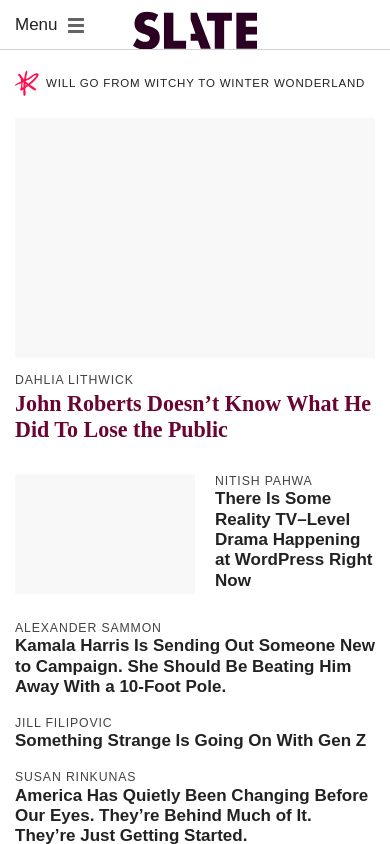 Menu
SLATE
WILL GO FROM WITCHY TO WINTER WONDERLAND
DAHLIA LITHWICK
John Roberts Doesn’t Know What He
Did To Lose the Public
NITISH PAHWA
There Is Some
Reality TV–Level
Drama Happening
at WordPress Right
Now
ALEXANDER SAMMON
Kamala Harris Is Sending Out Someone New
to Campaign. She Should Be Beating Him
Away With a 10-Foot Pole.
JILL FILIPOVIC
Something Strange Is Going On With Gen Z
SUSAN RINKUNAS
America Has Quietly Been Changing Before
Our Eyes. They’re Behind Much of It.
They’re Just Getting Started.